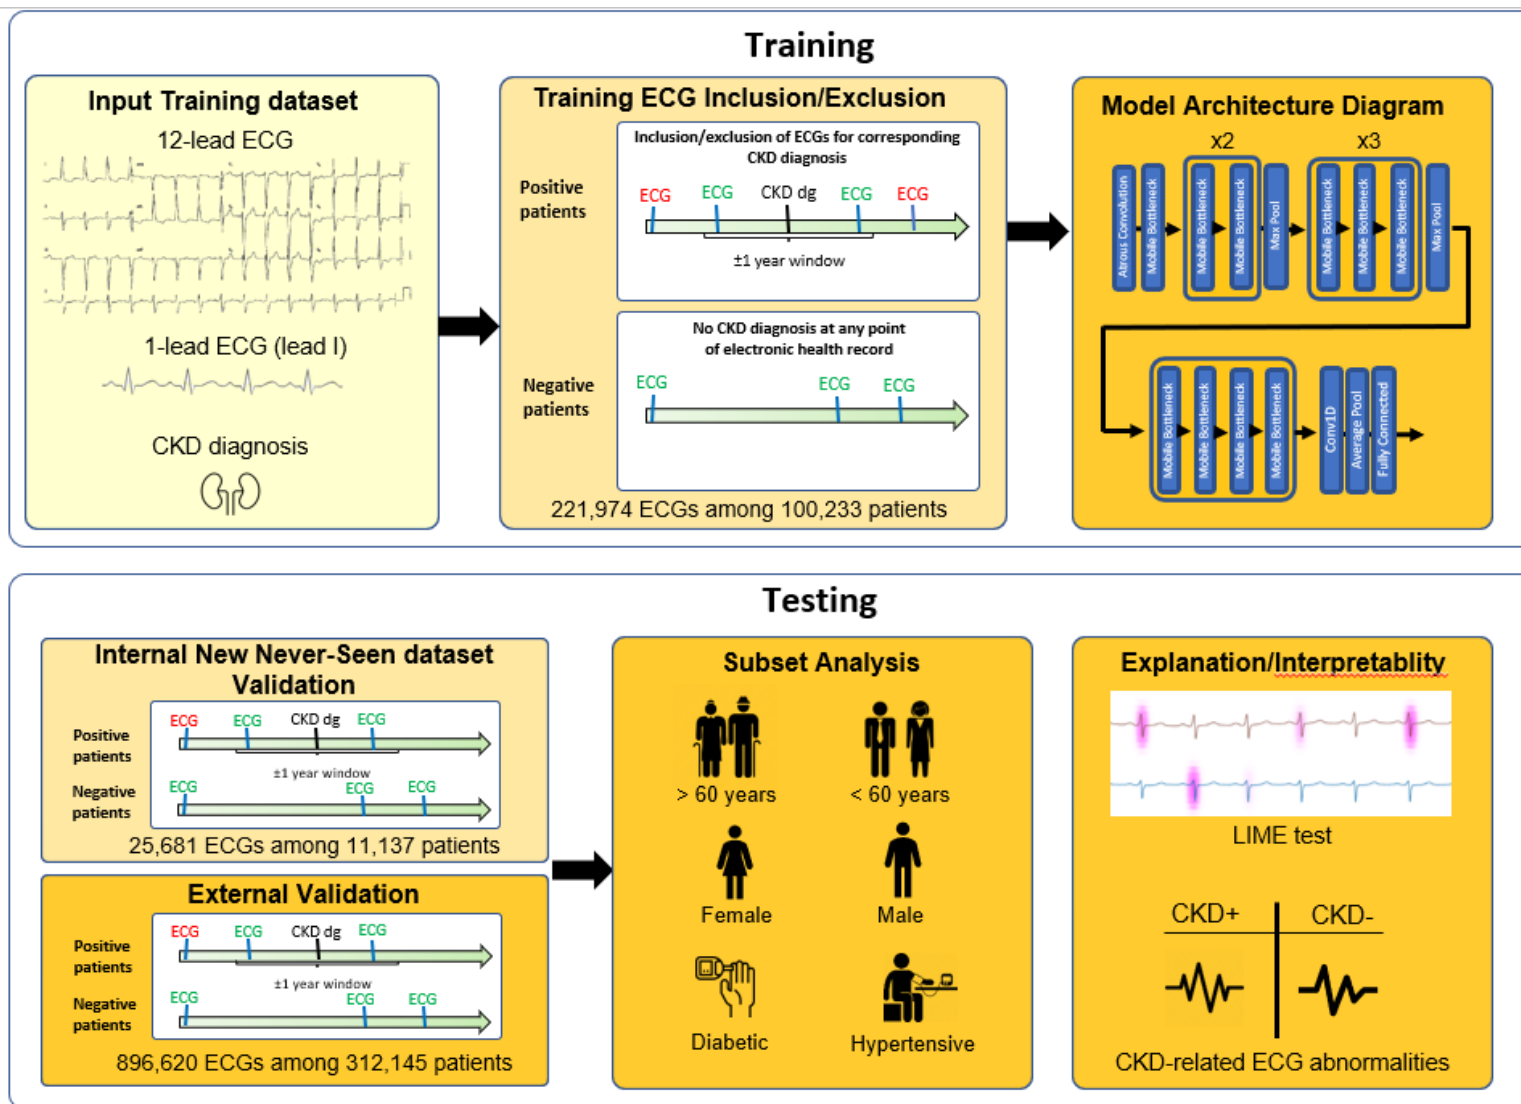 Training
Input Training dataset
12-lead ECG
1-lead ECG (lead I)
CKD diagnosis
Training ECG Inclusion/Exclusion
Inclusion/exclusion of ECGs for corresponding
CKD diagnosis
Positive
patients
ECG
ECG
CKD dg
ECG
ECG
±1 year window
No CKD diagnosis at any point
of electronic health record
Negative
patients
ECG
ECG
ECG
221,974 ECGs among 100,233 patients
Model Architecture Diagram
x2
x3
Atrous Convolution
Mobile Bottleneck
Mobile Bottleneck
Mobile Bottleneck
Max Pool
Mobile Bottleneck
Mobile Bottleneck
Mobile Bottleneck
Max Pool
Mobile Bottleneck
Mobile Bottleneck
Mobile Bottleneck
Mobile Bottleneck
Conv1D
Average Pool
Fully Connected
Testing
Internal New Never-Seen dataset
Validation
Positive
patients
ECG
ECG
CKD dg
ECG
±1 year window
Negative
patients
ECG
ECG
ECG
25,681 ECGs among 11,137 patients
External Validation
Positive
patients
ECG
ECG
CKD dg
ECG
±1 year window
Negative
patients
ECG
ECG
ECG
896,620 ECGs among 312,145 patients
Subset Analysis
> 60 years
< 60 years
Female
Male
Diabetic
Hypertensive
Explanation/Interpretablity
LIME test
CKD+
CKD-
CKD-related ECG abnormalities